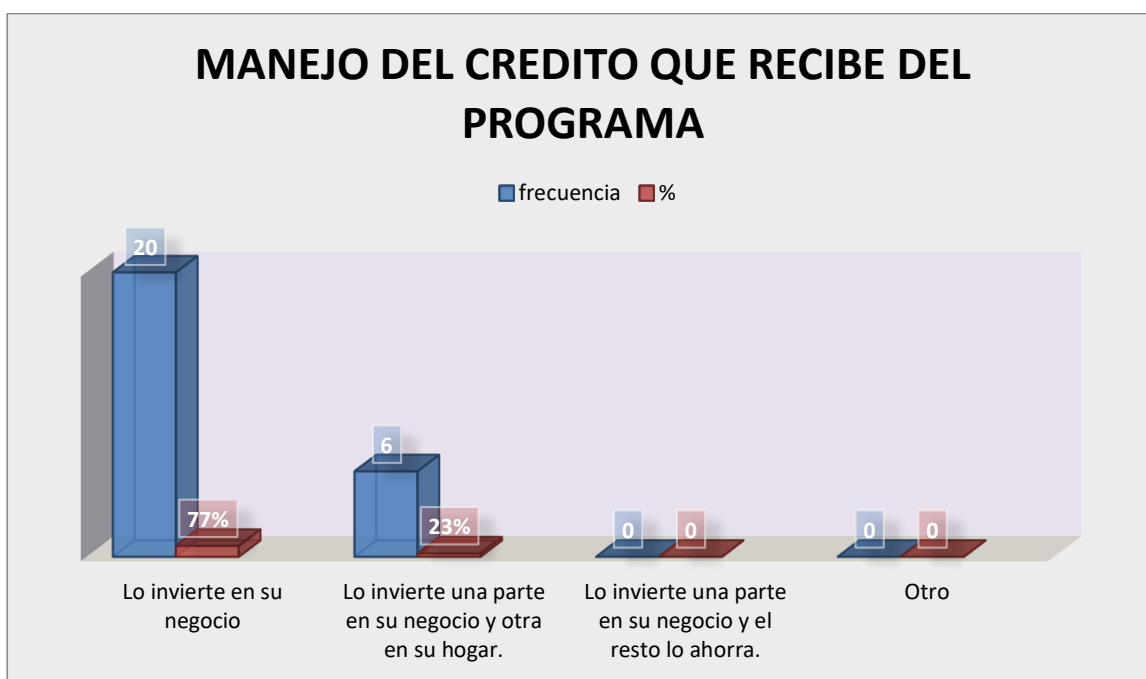 MANEJO DEL CREDITO QUE RECIBE DEL
PROGRAMA
frecuencia %
20
77%
6
23%
0
0
0
0
Lo invierte en su
negocio
Lo invierte una parte
en su negocio y otra
en su hogar.
Lo invierte una parte
en su negocio y el
resto lo ahorra.
Otro